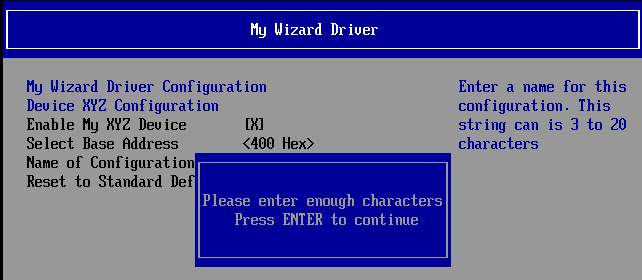 My Wizard Driver
My Wizard Driver Configuration
Device XYZ Configuration
Enable My XYZ Device [X]
Select Base Address <400 Hex>
Name of Configuration
Reset to Standard Def
Enter a name for this
configuration. This
string can is 3 to 20
characters
Please enter enough characters
Press ENTER to continue